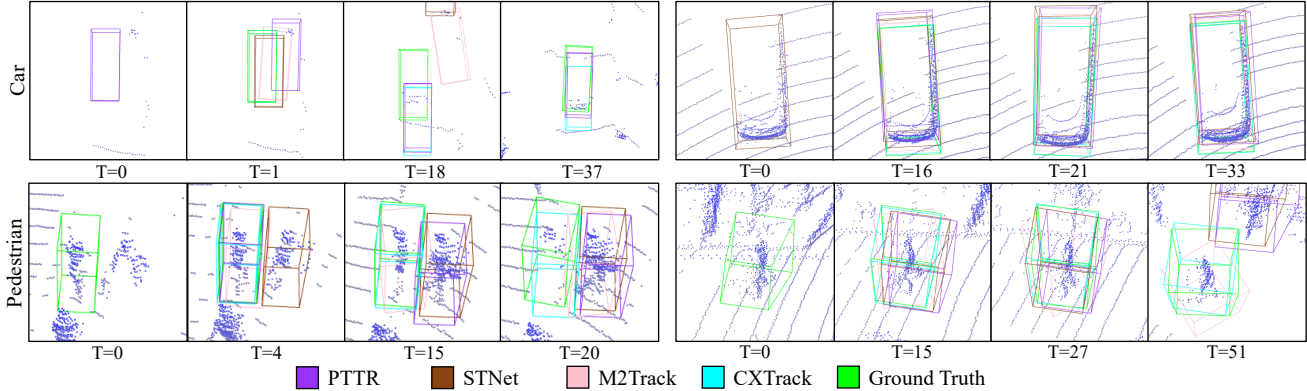 Car
T=0 T=1 T=18 T=37 T=0 T=16 T=21 T=33
Pedestrian
T=0 T=4 T=15 T=20 T=0 T=15 T=27 T=51
PTTR STNet M2Track CXTrack Ground Truth